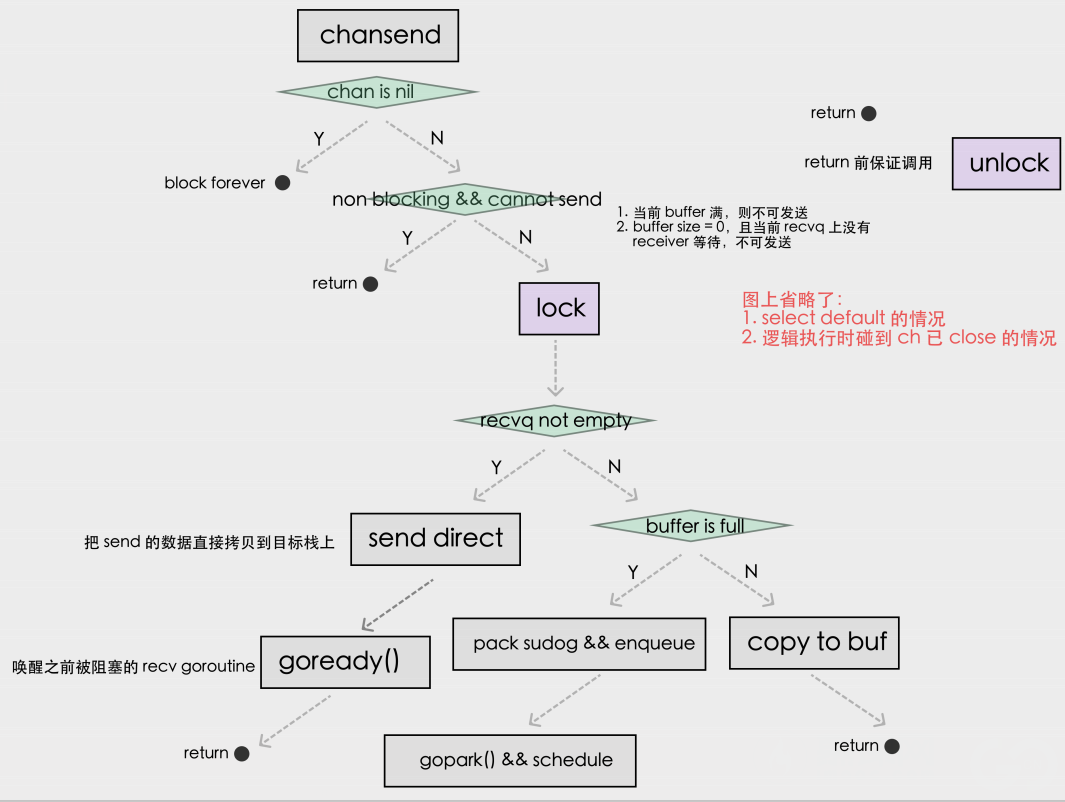 chansend
chan is nil
Y
N
return
return 前保证调用
unlock
block forever
non blocking && cannot send
1. 当前 buffer 满，则不可发送
2. buffer size = 0，且当前 recvq 上没有
receiver 等待，不可发送
Y
N
return
lock
图上省略了：
1. select default 的情况
2. 逻辑执行时碰到 ch 已 close 的情况
recvq not empty
Y
N
把 send 的数据直接拷贝到目标栈上
send direct
buffer is full
Y
N
唤醒之前被阻塞的 recv goroutine
goready()
pack sudog && enqueue
copy to buf
return
gopark() && schedule
return